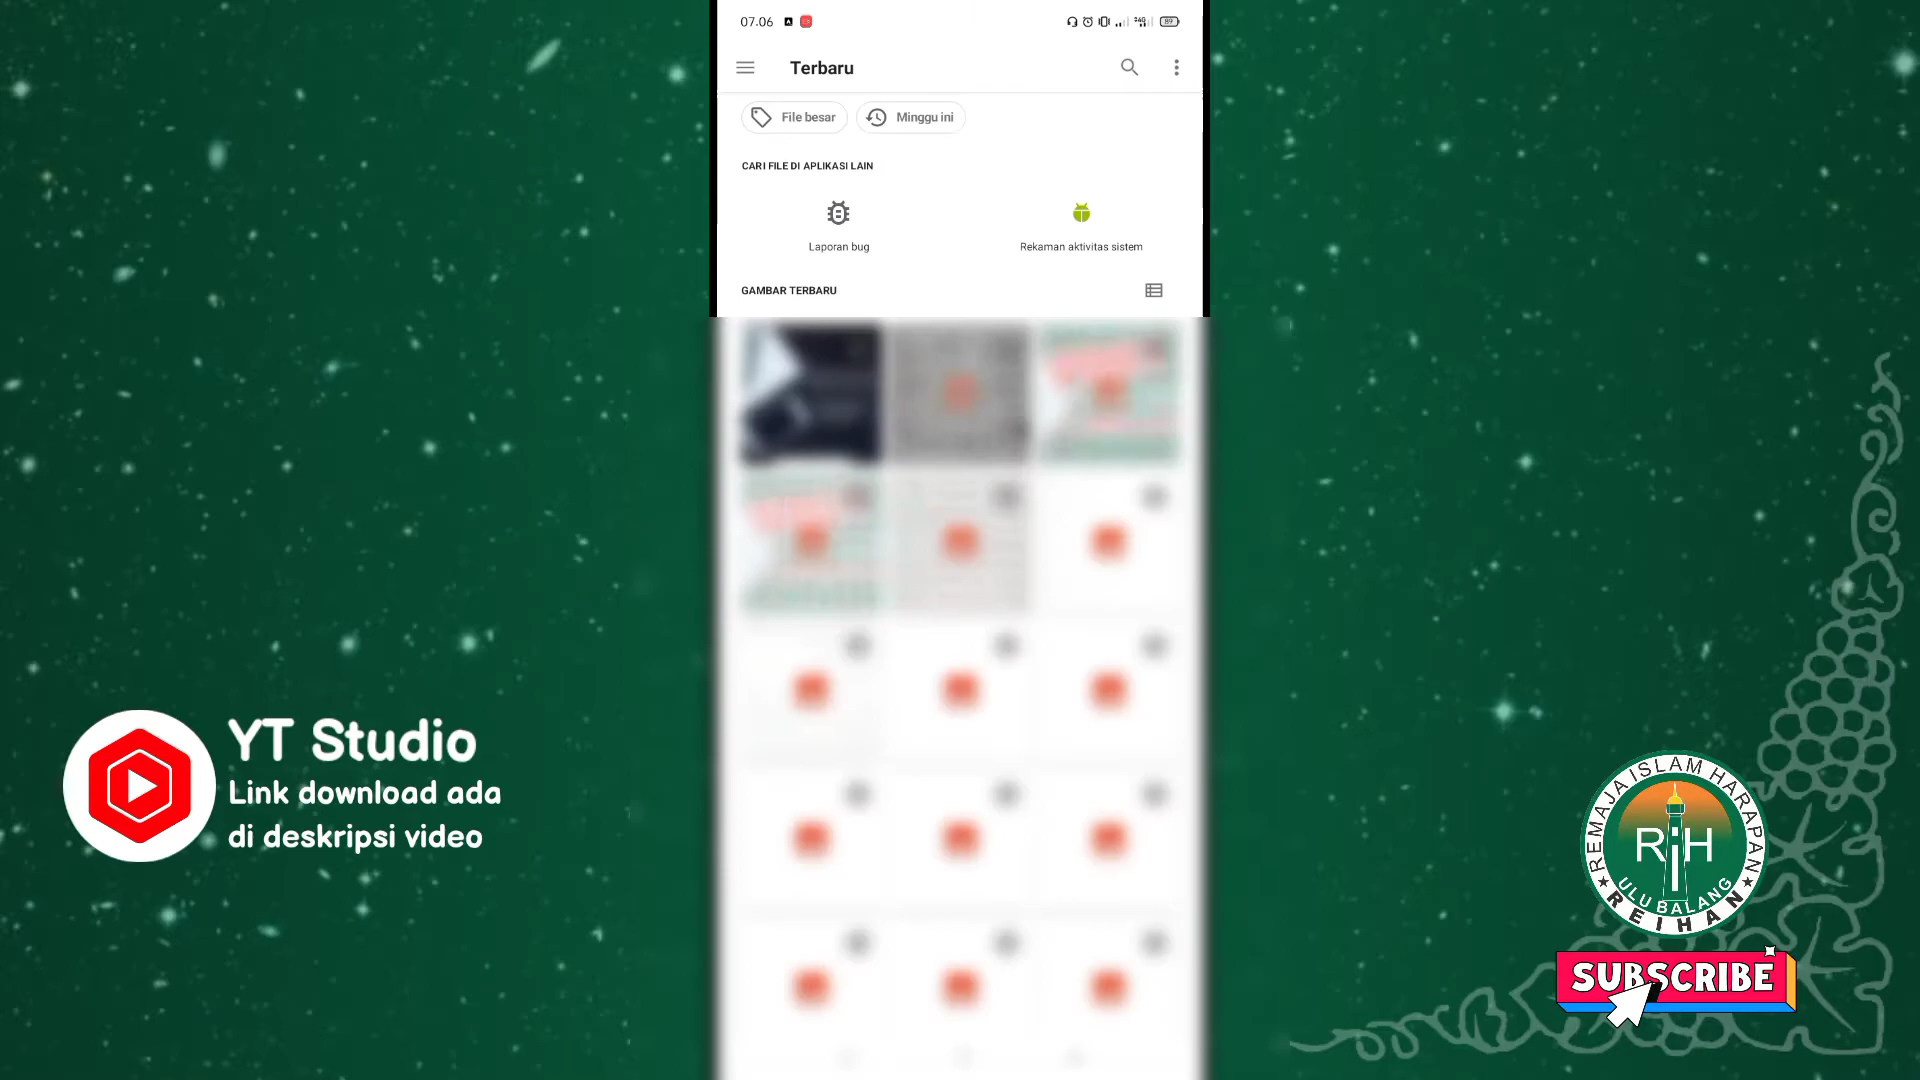 07.06
89
Terbaru
File besar
Minggu ini
CARI FILE DI APLIKASI LAIN
Laporan bug
Rekaman aktivitas sistem
GAMBAR TERBARU
YT Studio
Link download ada
di deskripsi video
REMAJA ISLAM HARAPAN
RiH
ULU BALANG
REIHAN
SUBSCRIBE